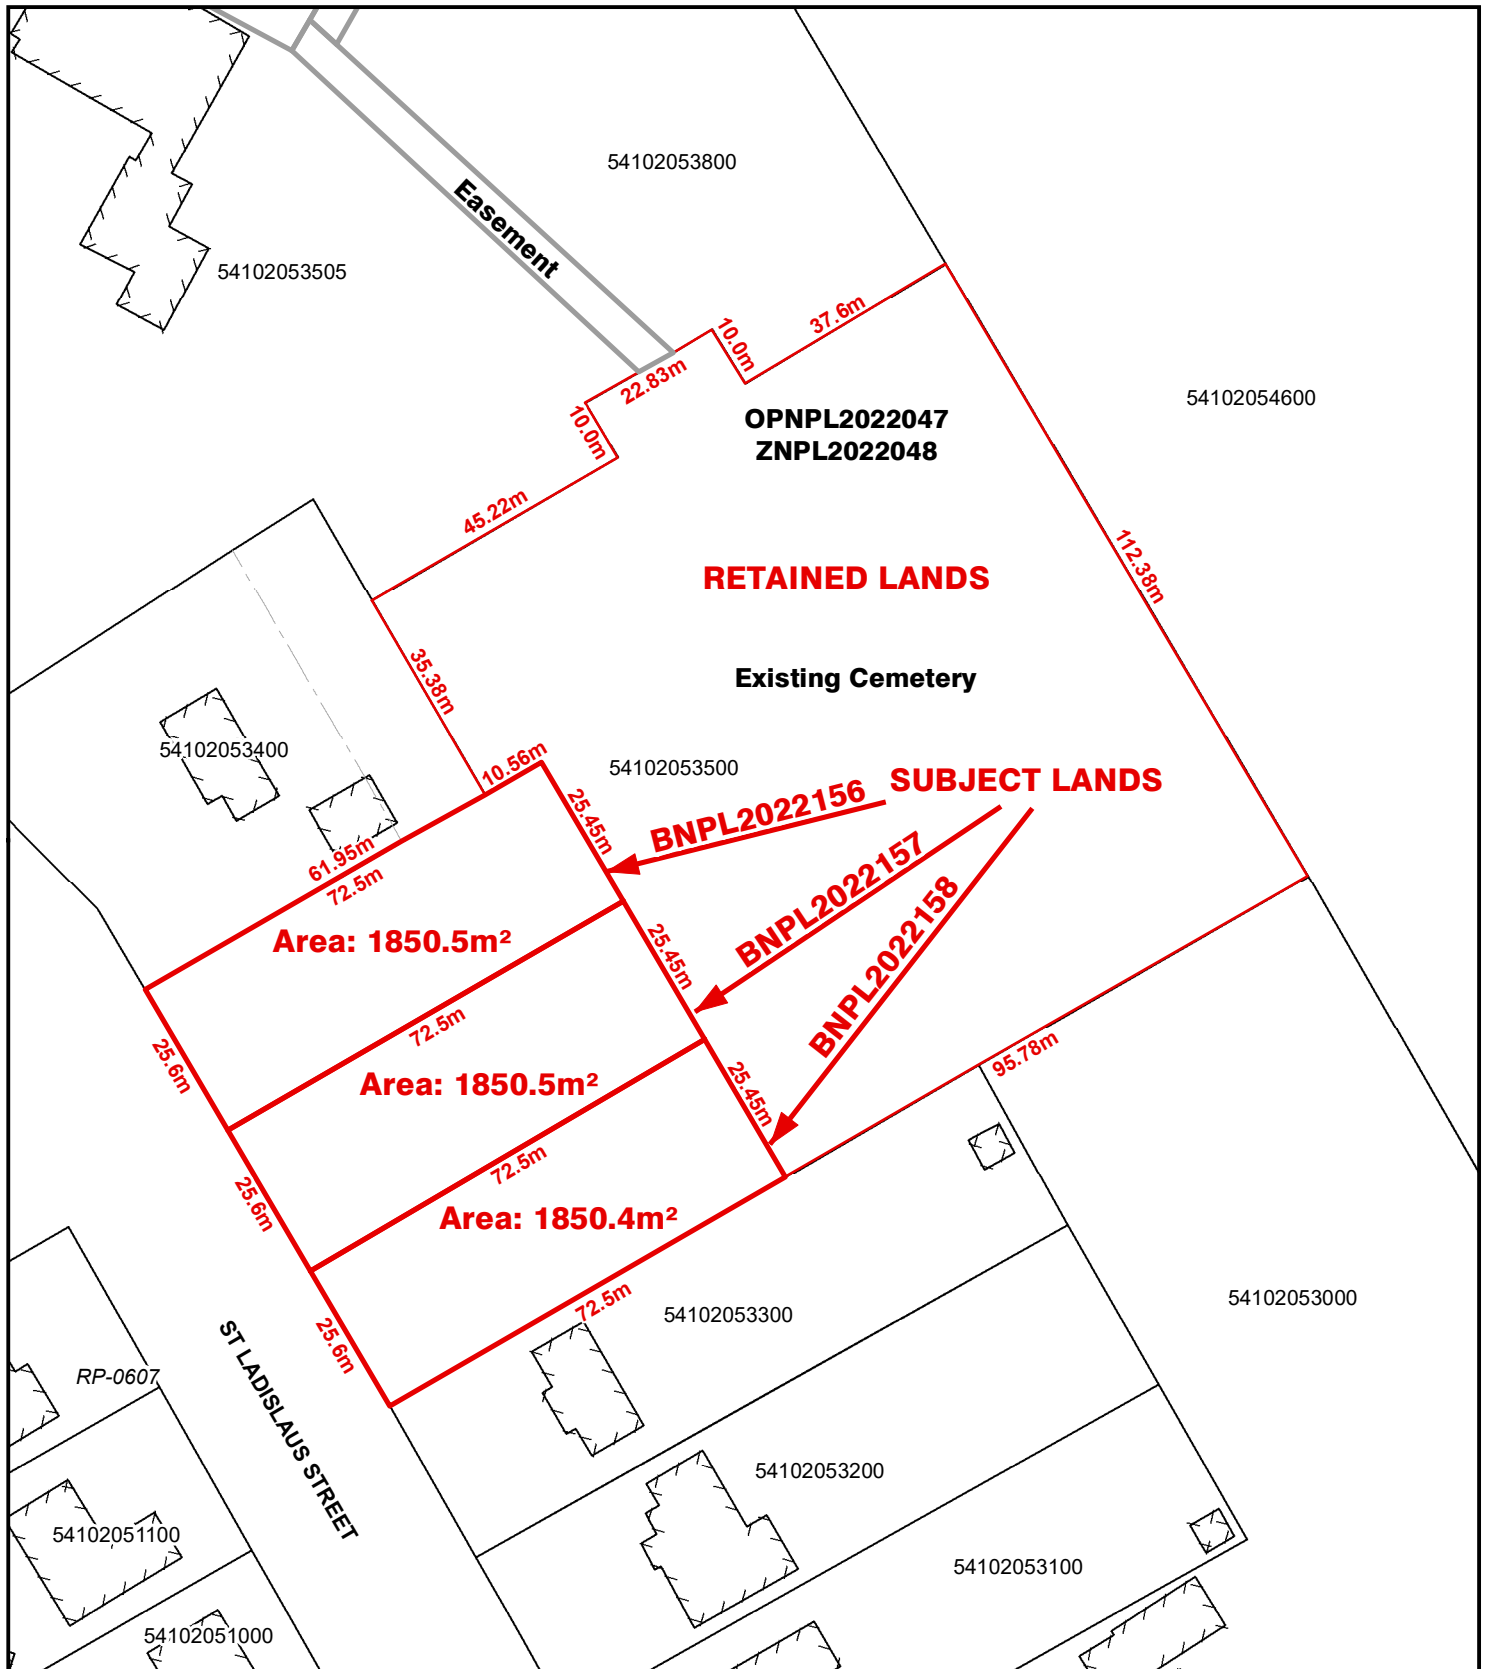 54102053800
Easement
54102053505
37.6m
10.0m
22.83m
10.0m
54102054600
OPNPL2022047
ZNPL2022048
45.22m
112.38m
RETAINED LANDS
35.38m
Existing Cemetery
54102053400
10.56m
54102053500
SUBJECT LANDS
25.45m
BNPL2022156
61.95m
72.5m
BNPL2022157
BNPL2022158
Area: 1850.5m²
25.45m
72.5m
25.6m
95.78m
Area: 1850.5m²
25.45m
72.5m
25.6m
Area: 1850.4m²
72.5m
54102053300
54102053000
25.6m
RP-0607
ST LADISLAUS STREET
54102053200
54102051100
54102053100
54102051000